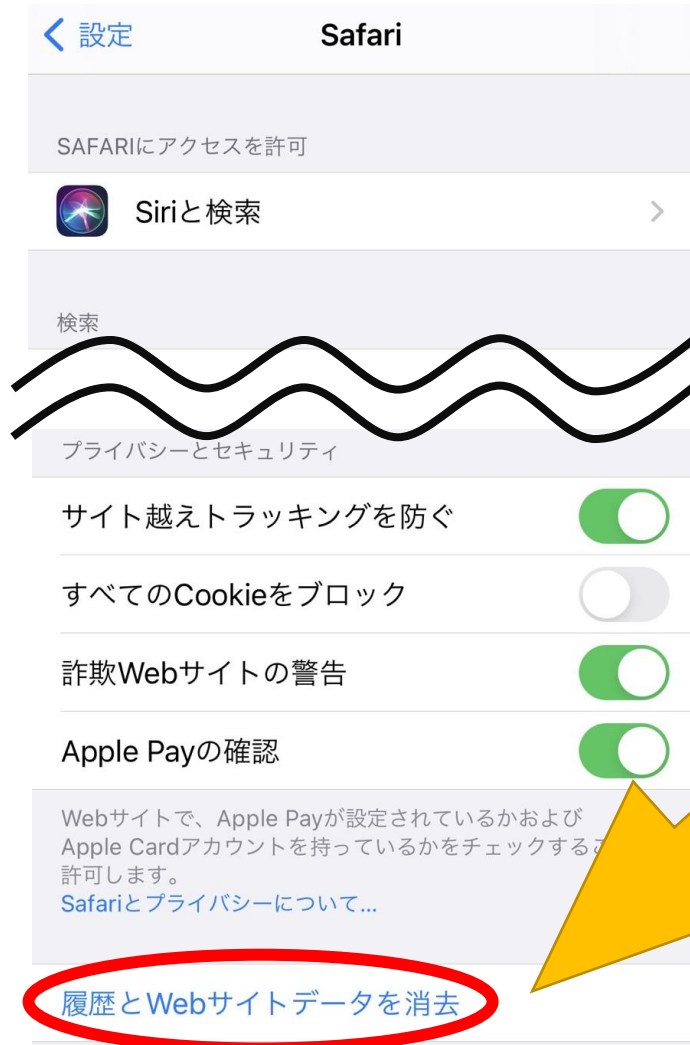 設定
Safari
SAFARIにアクセスを許可
Siriと検索
検索
プライバシーとセキュリティ
サイト越えトラッキングを防ぐ
すべてのCookieをブロック
詐欺Webサイトの警告
Apple Payの確認
Webサイトで、Apple Payが設定されているかおよび
Apple Cardアカウントを持っているかをチェックする
許可します。
Safariとプライバシーについて...
履歴とWebサイトデータを消去